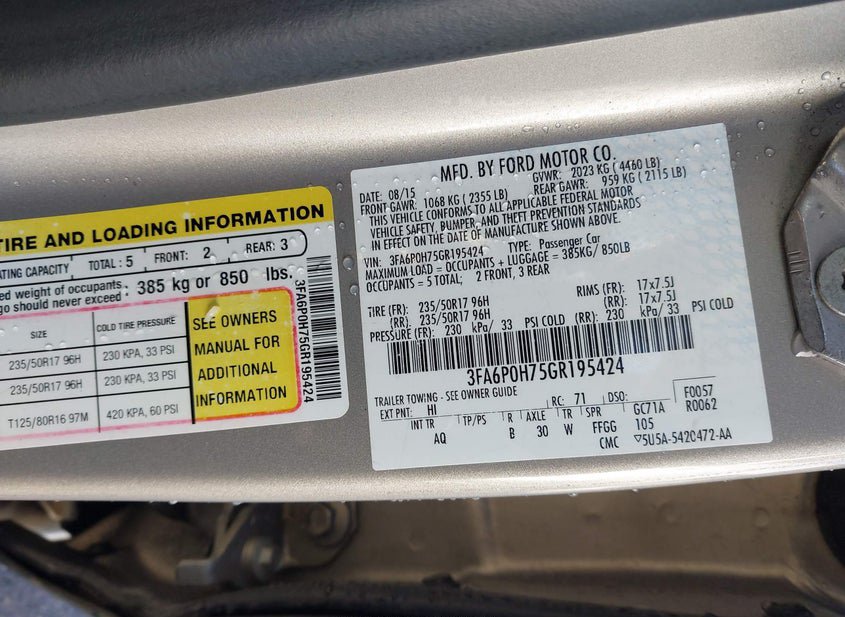 TIRE AND LOADING INFORMATION
TOTAL : 5 FRONT: 2 REAR: 3
weight of occupants
should never exceed : 385 kg or 850 lbs.
SIZE COLD TIRE PRESSURE
235/50R17 96H 230 KPA, 33 PSI
235/50R17 96H 230 KPA, 33 PSI
T125/80R16 97M 420 KPA, 60 PSI
SEE OWNERS
MANUAL FOR
ADDITIONAL
INFORMATION
3FA6P0H75GR195424
MFD. BY FORD MOTOR CO.
DATE: 08/15 GVWR: 2023 KG ( 4460 LB)
FRONT GAWR: 1068 KG ( 2355 LB) REAR GAWR: 959 KG ( 2115 LB)
THIS VEHICLE CONFORMS TO ALL APPLICABLE FEDERAL MOTOR
VEHICLE SAFETY, BUMPER, AND THEFT PREVENTION STANDARDS
IN EFFECT ON THE DATE OF MANUFACTURE SHOWN ABOVE.
VIN: 3FA6P0H75GR195424 TYPE: Passenger Car
MAXIMUM LOAD = OCCUPANTS + LUGGAGE = 385KG/ 850LB
OCCUPANTS = 5 TOTAL; 2 FRONT, 3 REAR
TIRE (FR): 235/50R17 96H RIMS (FR): 17x7.5J
(RR): 235/50R17 96H (RR): 17x7.5J
PRESSURE (FR): 230 kPa/ 33 PSI COLD (RR): 230 kPa/ 33 PSI COLD
3FA6P0H75GR195424
TRAILER TOWING - SEE OWNER GUIDE
EXT PNT: HI RC: 71 DSO: F0057
INT TR TP/PS R AXLE TR SPR GC71A R0062
AQ B 30 W FFGG 105
CMC ▽5U5A-5420472-AA